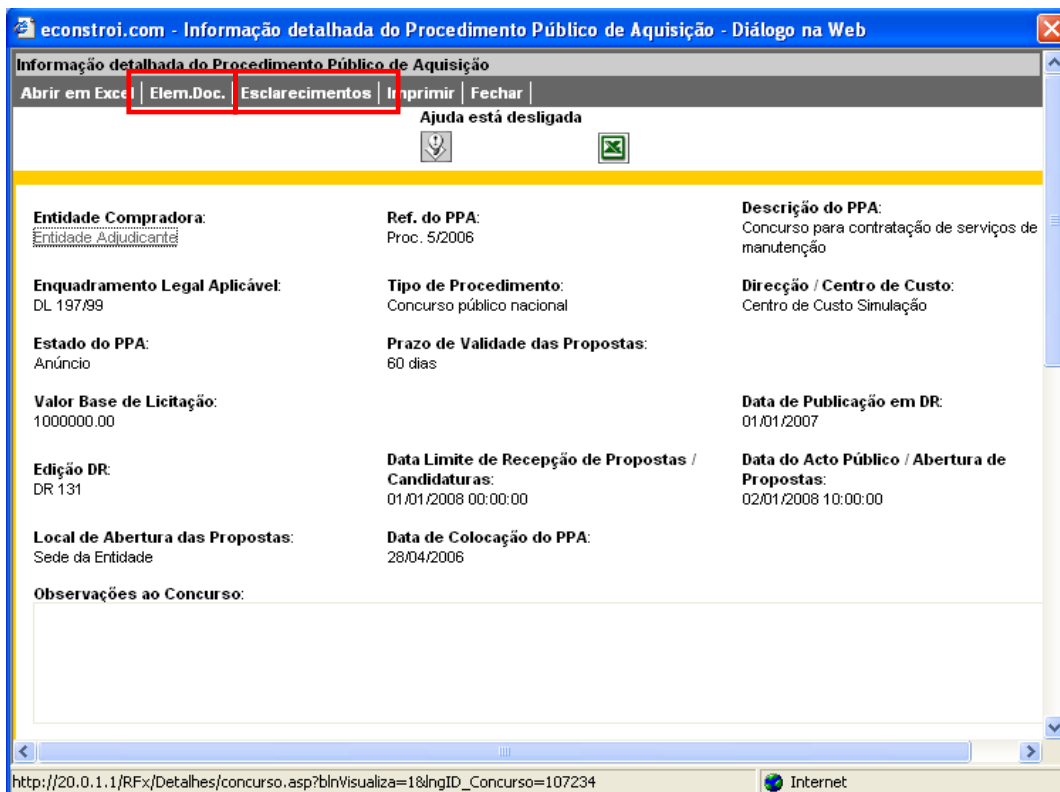 econstroi.com - Informação detalhada do Procedimento Público de Aquisição - Diálogo na Web
Informação detalhada do Procedimento Público de Aquisição
Abrir em Excel | Elem.Doc. | Esclarecimentos | Imprimir | Fechar |
Ajuda está desligada
Entidade Compradora:
Entidade Adjudicante
Ref. do PPA:
Proc. 5/2006
Descrição do PPA:
Concurso para contratação de serviços de
manutenção
Enquadramento Legal Aplicável:
DL 197/99
Tipo de Procedimento:
Concurso público nacional
Direcção / Centro de Custo:
Centro de Custo Simulação
Estado do PPA:
Anúncio
Prazo de Validade das Propostas:
60 dias
Valor Base de Licitação:
1000000.00
Data de Publicação em DR:
01/01/2007
Edição DR:
DR 131
Data Limite de Recepção de Propostas /
Candidaturas:
01/01/2008 00:00:00
Data do Acto Público / Abertura de
Propostas:
02/01/2008 10:00:00
Local de Abertura das Propostas:
Sede da Entidade
Data de Colocação do PPA:
28/04/2006
Observações ao Concurso:
http://20.0.1.1/RFx/Detalhes/concurso.asp?blnVisualiza=1&lngID_Concurso=107234
Internet